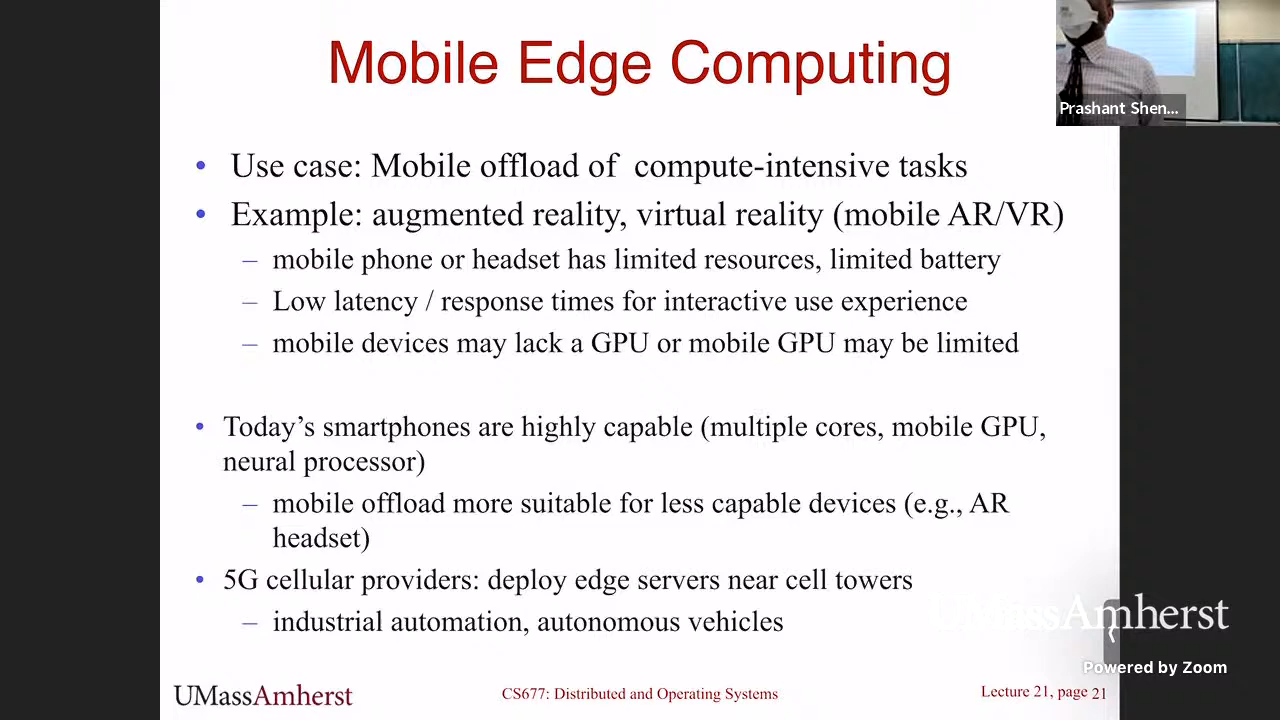 Mobile Edge Computing
Prashant Shen...
• Use case: Mobile offload of compute-intensive tasks
• Example: augmented reality, virtual reality (mobile AR/VR)
– mobile phone or headset has limited resources, limited battery
– Low latency / response times for interactive use experience
– mobile devices may lack a GPU or mobile GPU may be limited
• Today's smartphones are highly capable (multiple cores, mobile GPU,
neural processor)
– mobile offload more suitable for less capable devices (e.g., AR
headset)
• 5G cellular providers: deploy edge servers near cell towers
– industrial automation, autonomous vehicles
UMassAmherst
Powered by Zoom
UMassAmherst
CS677: Distributed and Operating Systems
Lecture 21, page 21